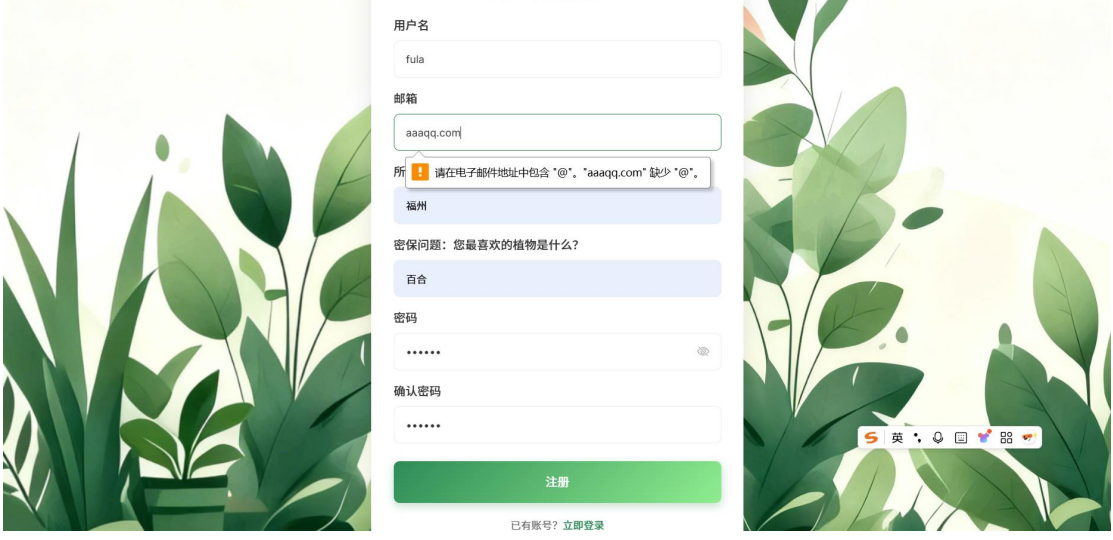 用户名
fula
邮箱
aaaqq.com
所
请在电子邮件地址中包含 "@"。"aaaqq.com" 缺少 "@"。
福州
密保问题：您最喜欢的植物是什么？
百合
密码
••••••
确认密码
••••••
注册
已有账号？立即登录
S 英